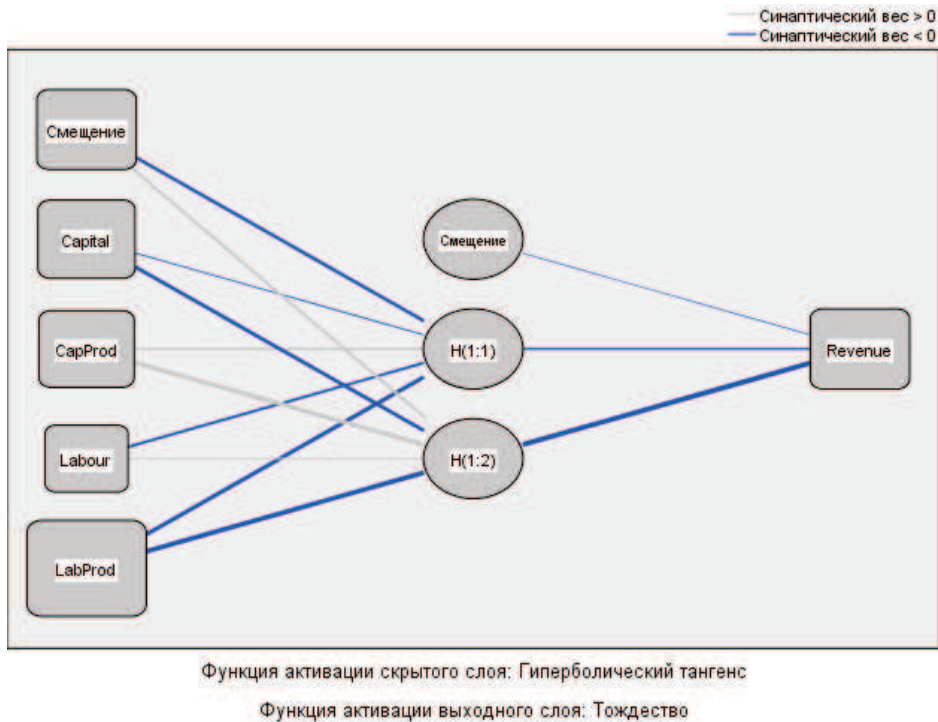 Синаптический вес > 0
Синаптический вес < 0
Смещение
Capital
Смещение
CapProd
H(1:1)
Revenue
Labour
H(1:2)
LabProd
Функция активации скрытого слоя: Гиперболический тангенс
Функция активации выходного слоя: Тождество